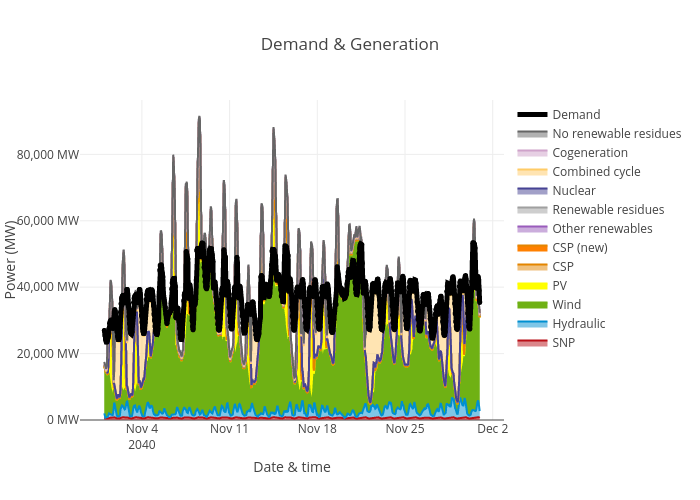 Demand & Generation
Power (MW)
80,000 MW
60,000 MW
40,000 MW
20,000 MW
0 MW
Nov 4
2040
Nov 11
Nov 18
Nov 25
Dec 2
Date & time
Demand
No renewable residues
Cogeneration
Combined cycle
Nuclear
Renewable residues
Other renewables
CSP (new)
CSP
PV
Wind
Hydraulic
SNP